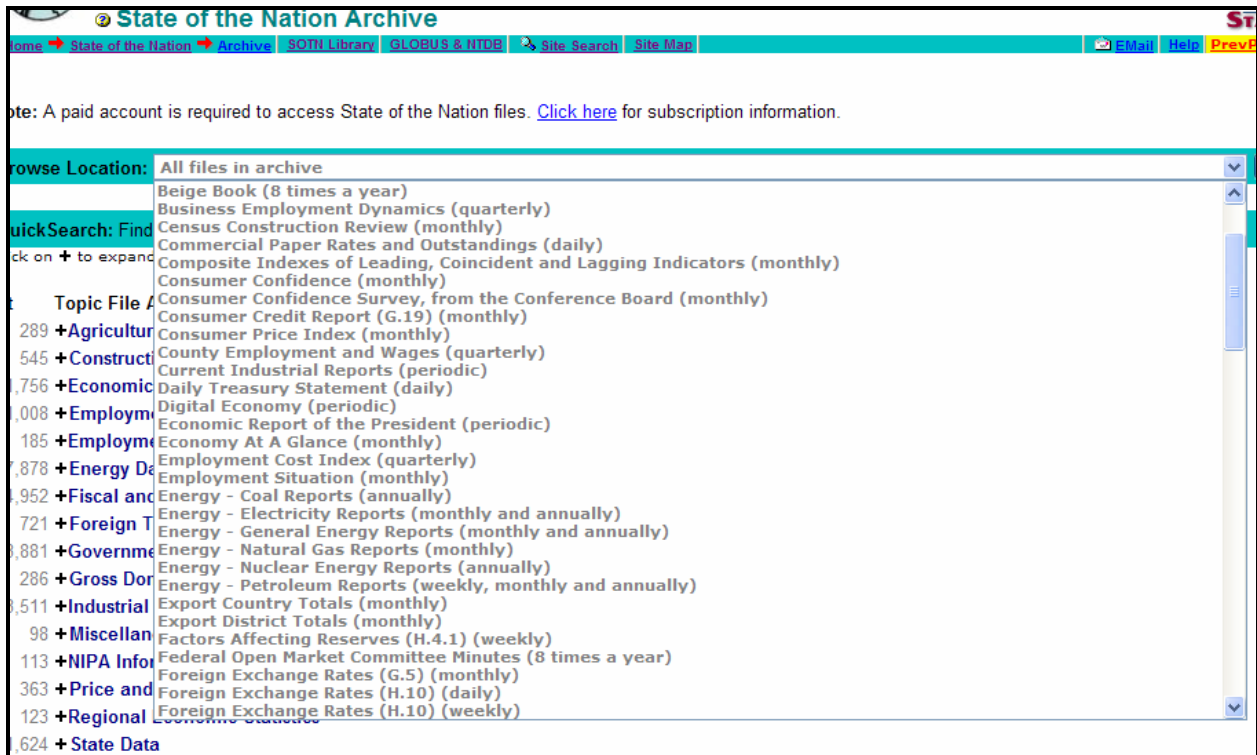 State of the Nation Archive
ome State of the Nation Archive SOTN Library GLOBUS & NTDB Site Search Site Map EMail Help PrevP
ote: A paid account is required to access State of the Nation files. Click here for subscription information.
rowse Location: All files in archive
Beige Book (8 times a year)
Business Employment Dynamics (quarterly)
uickSearch: Find
Census Construction Review (monthly)
Commercial Paper Rates and Outstandings (daily)
ck on + to expand
Composite Indexes of Leading, Coincident and Lagging Indicators (monthly)
Consumer Confidence (monthly)
Topic File A
Consumer Confidence Survey, from the Conference Board (monthly)
Consumer Credit Report (G.19) (monthly)
289 +Agricultur
Consumer Price Index (monthly)
County Employment and Wages (quarterly)
545 +Constructi
Current Industrial Reports (periodic)
,756 +Economic
Daily Treasury Statement (daily)
Digital Economy (periodic)
,008 +Employme
Economic Report of the President (periodic)
Economy At A Glance (monthly)
185 +Employme
Employment Cost Index (quarterly)
,878 +Energy Da
Employment Situation (monthly)
Energy - Coal Reports (annually)
,952 +Fiscal and
Energy - Electricity Reports (monthly and annually)
721 +Foreign T
Energy - General Energy Reports (monthly and annually)
Energy - Natural Gas Reports (monthly)
,881 +Governme
Energy - Nuclear Energy Reports (annually)
286 +Gross Dor
Energy - Petroleum Reports (weekly, monthly and annually)
Export Country Totals (monthly)
,511 +Industrial
Export District Totals (monthly)
98 +Miscellan
Factors Affecting Reserves (H.4.1) (weekly)
Federal Open Market Committee Minutes (8 times a year)
113 +NIPA Infor
Foreign Exchange Rates (G.5) (monthly)
363 +Price and
Foreign Exchange Rates (H.10) (daily)
Foreign Exchange Rates (H.10) (weekly)
123 +Regional Economic Statistics
,624 + State Data